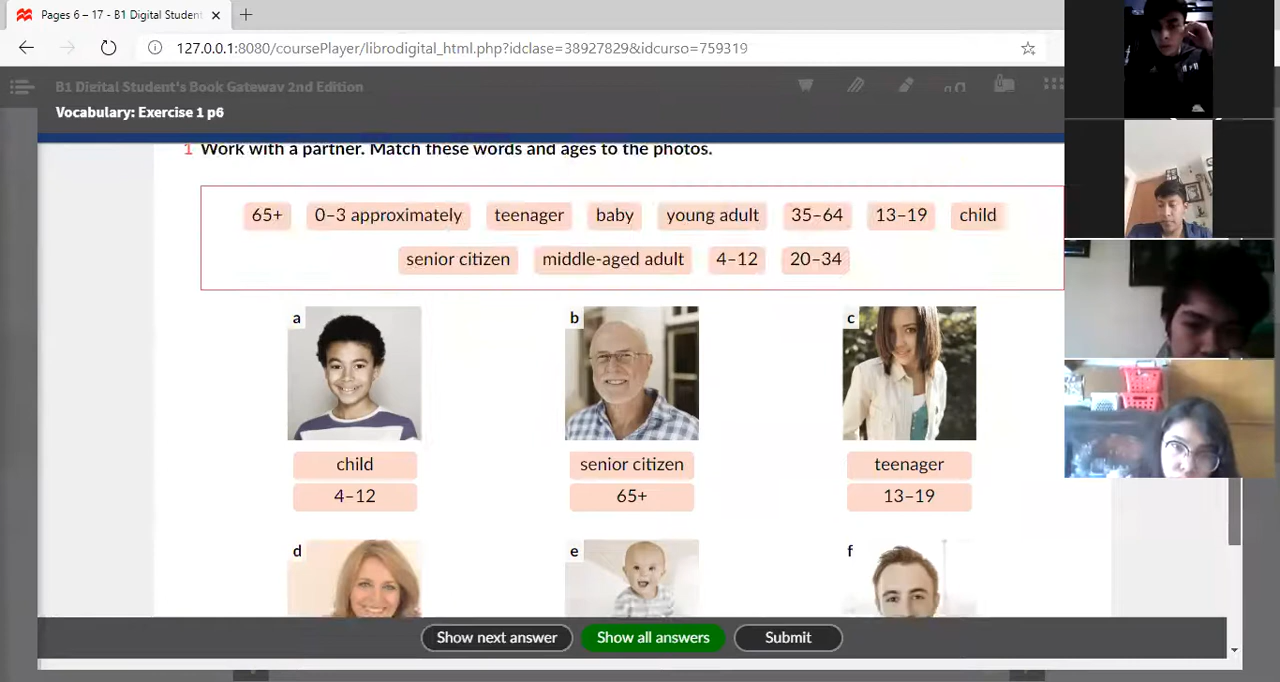 Pages 6 – 17 - B1 Digital Student
127.0.0.1:8080/coursePlayer/librodigital_html.php?idclase=38927829&idcurso=759319
B1 Digital Student's Book Gateway 2nd Edition
Vocabulary: Exercise 1 p6
1 Work with a partner. Match these words and ages to the photos.
65+ 0–3 approximately teenager baby young adult 35–64 13–19 child
senior citizen middle-aged adult 4–12 20–34
a b c
child senior citizen teenager
4–12 65+ 13–19
d e f
Show next answer Show all answers Submit